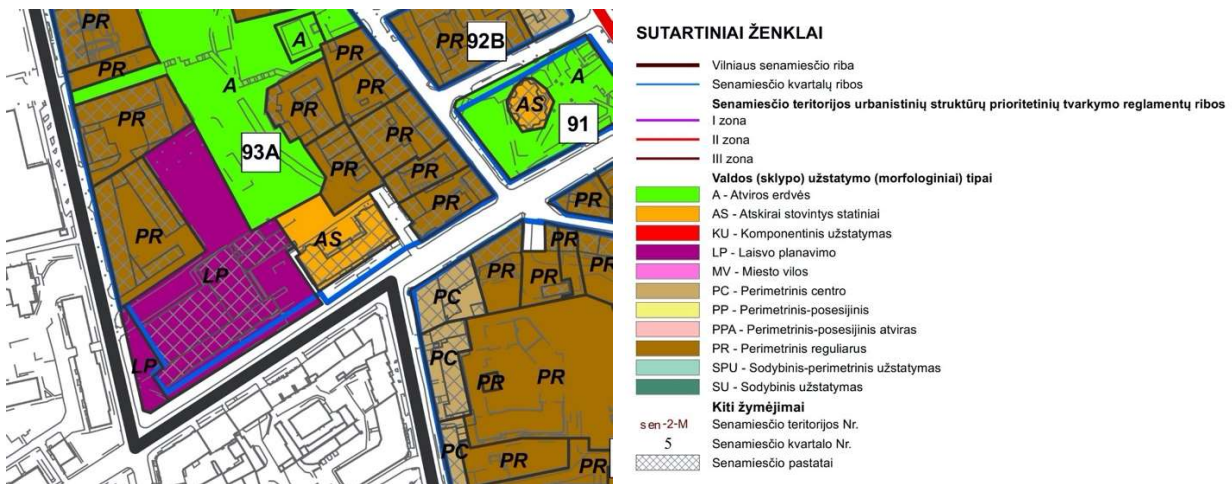 PR
92B
PR
A
PR
PR
A
PR
AS
A
91
PR
PR
PR
93A
PR
PR
PR
PR
PR
AS
PR
PR
LP
PR
PR
PC
LP
PC
PR
PR
PC
PR
PR
SUTARTINIAI ŽENKLAI
Vilniaus senamiesčio riba
Senamiesčio kvartalų ribos
Senamiesčio teritorijos urbanistinių struktūrų prioritetinių tvarkymo reglamentų ribos
I zona
II zona
III zona
Valdos (sklypo) užstatymo (morfologiniai) tipai
A - Atviros erdvės
AS - Atskirai stovintys statiniai
KU - Komponentinis užstatymas
LP - Laisvo planavimo
MV - Miesto vilos
PC - Perimetrinis centro
PP - Perimetrinis-posesijinis
PPA - Perimetrinis-posesijinis atviras
PR - Perimetrinis reguliarus
SPU - Sodybinis-perimetrinis užstatymas
SU - Sodybinis užstatymas
Kiti žymėjimai
sen-2-M Senamiesčio teritorijos Nr.
5 Senamiesčio kvartalo Nr.
Senamiesčio pastatai